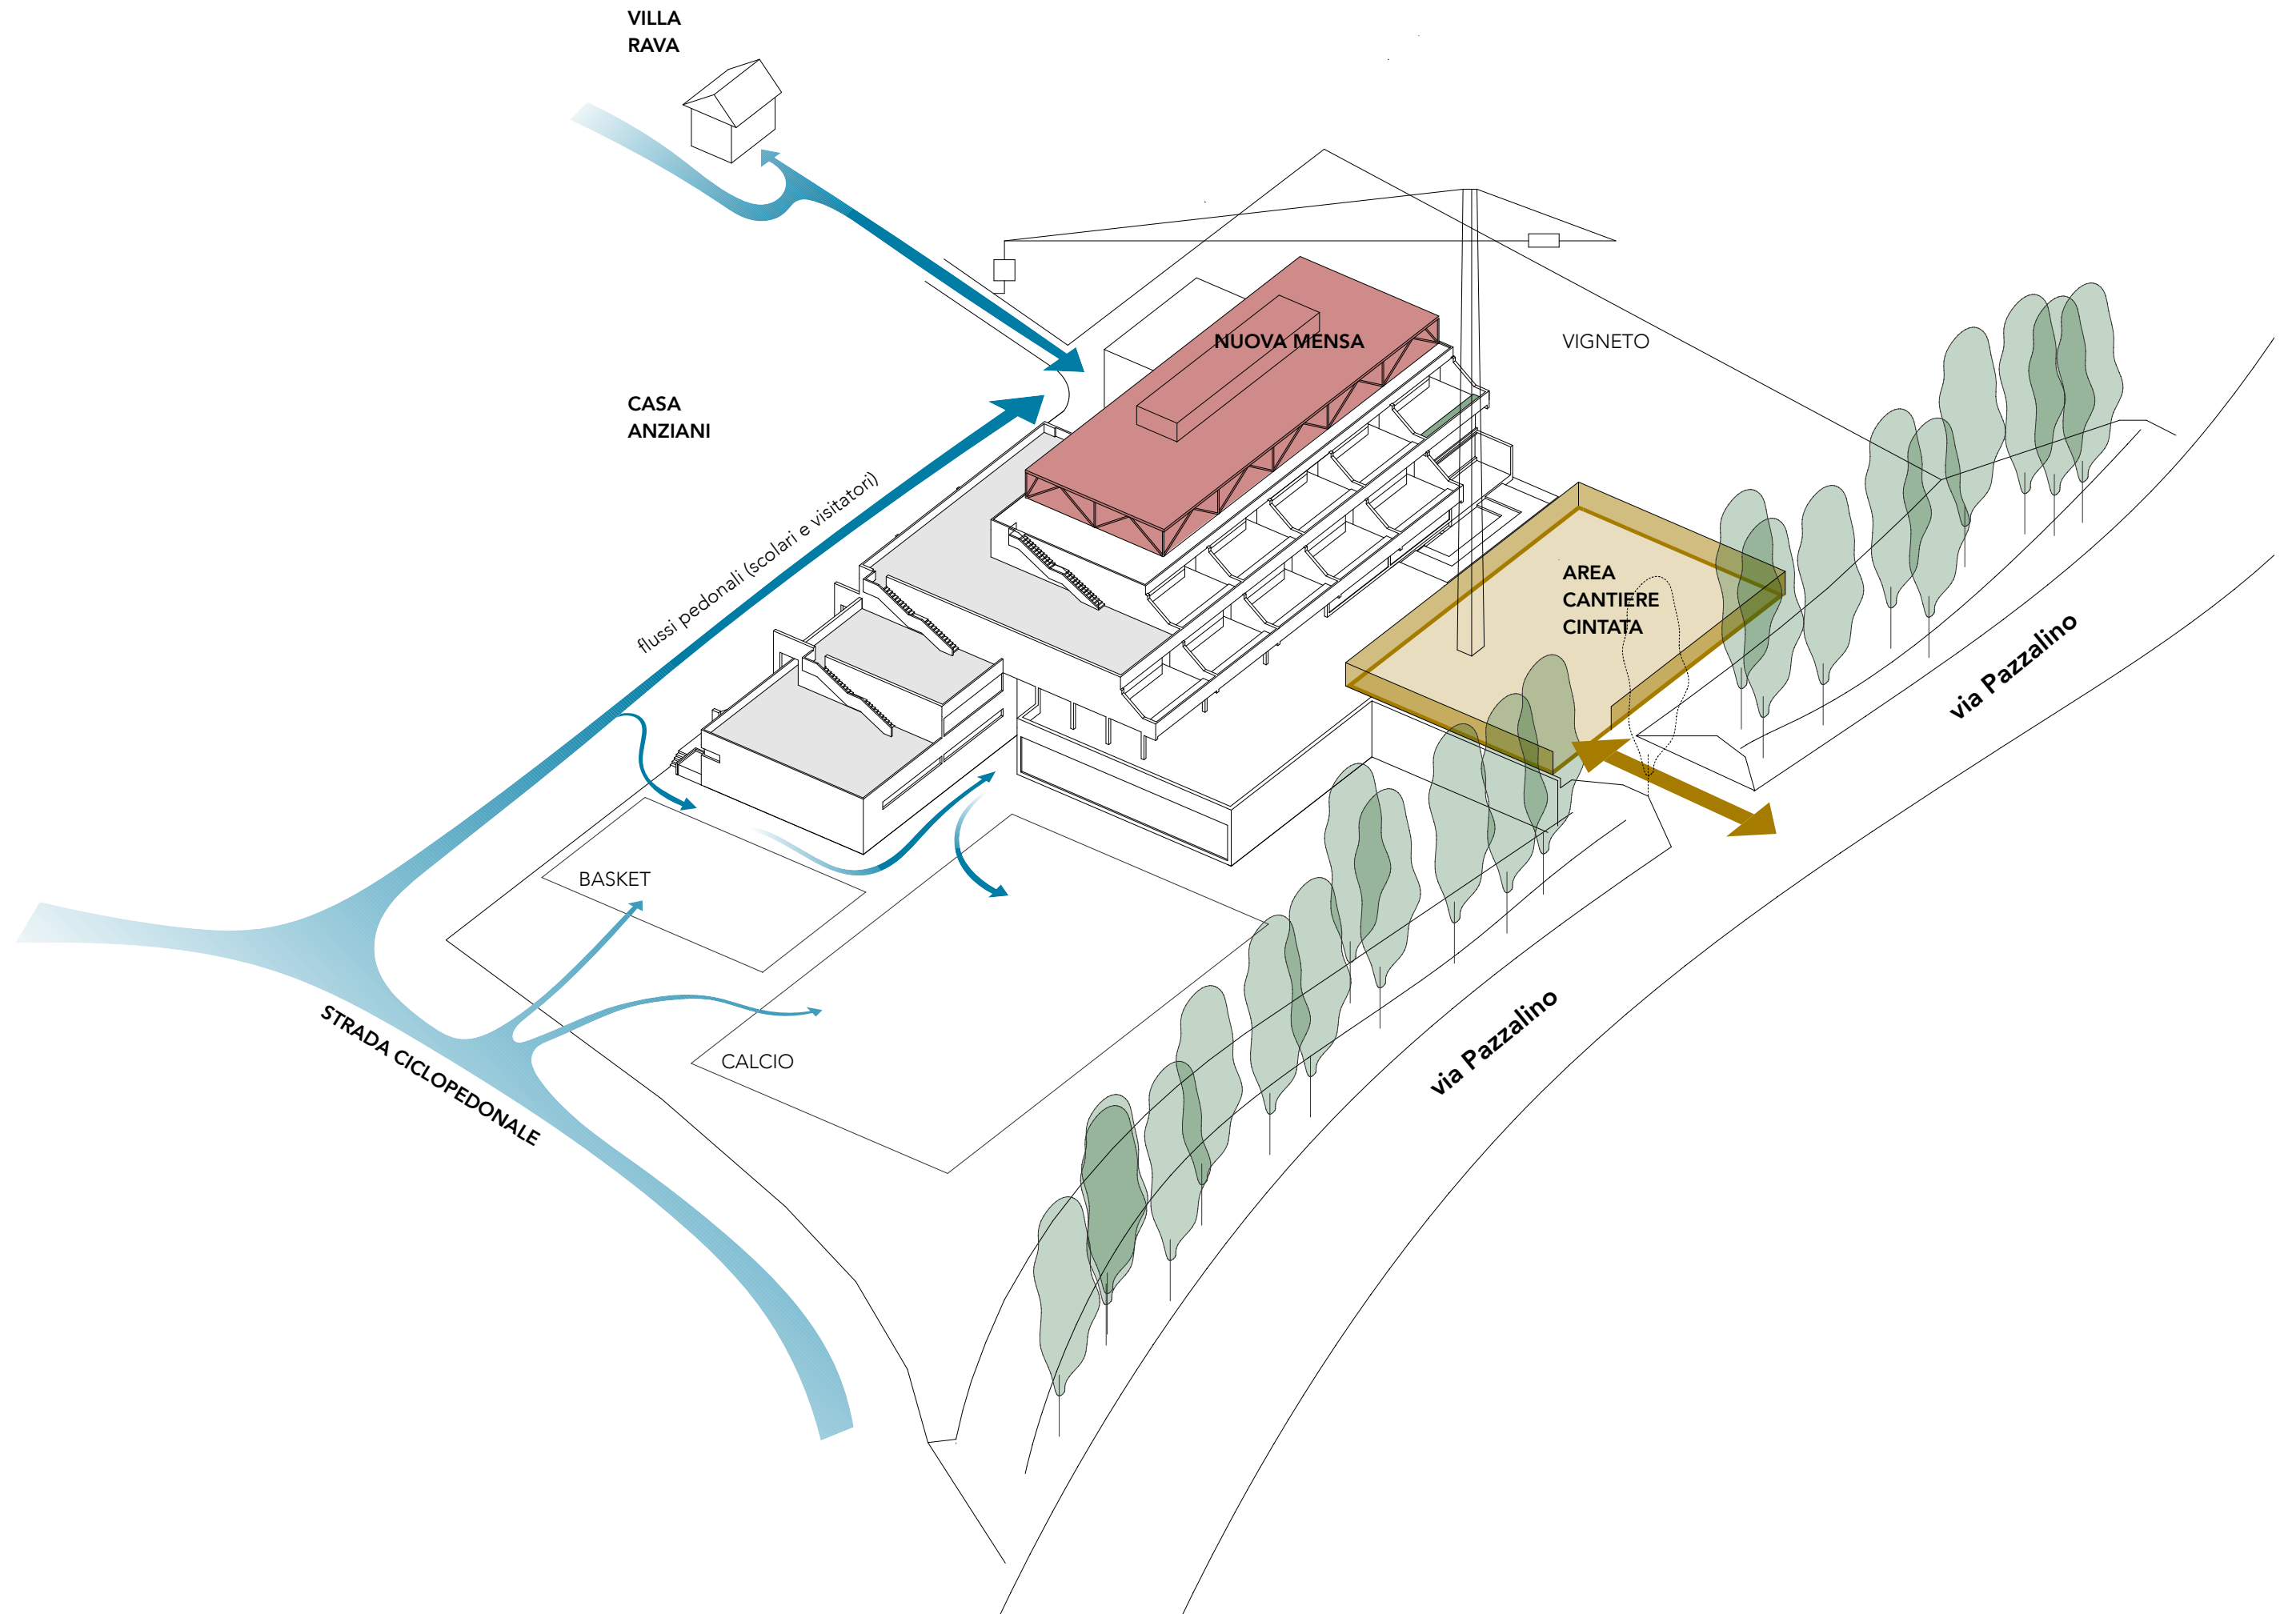 VILLA
RAVA
NUOVA MENSA
VIGNETO
CASA
ANZIANI
flussi pedonali (scolari e visitatori)
AREA
CANTIERE
CINTATA
via Pazzalino
BASKET
STRADA CICLOPEDONALE
CALCIO
via Pazzalino